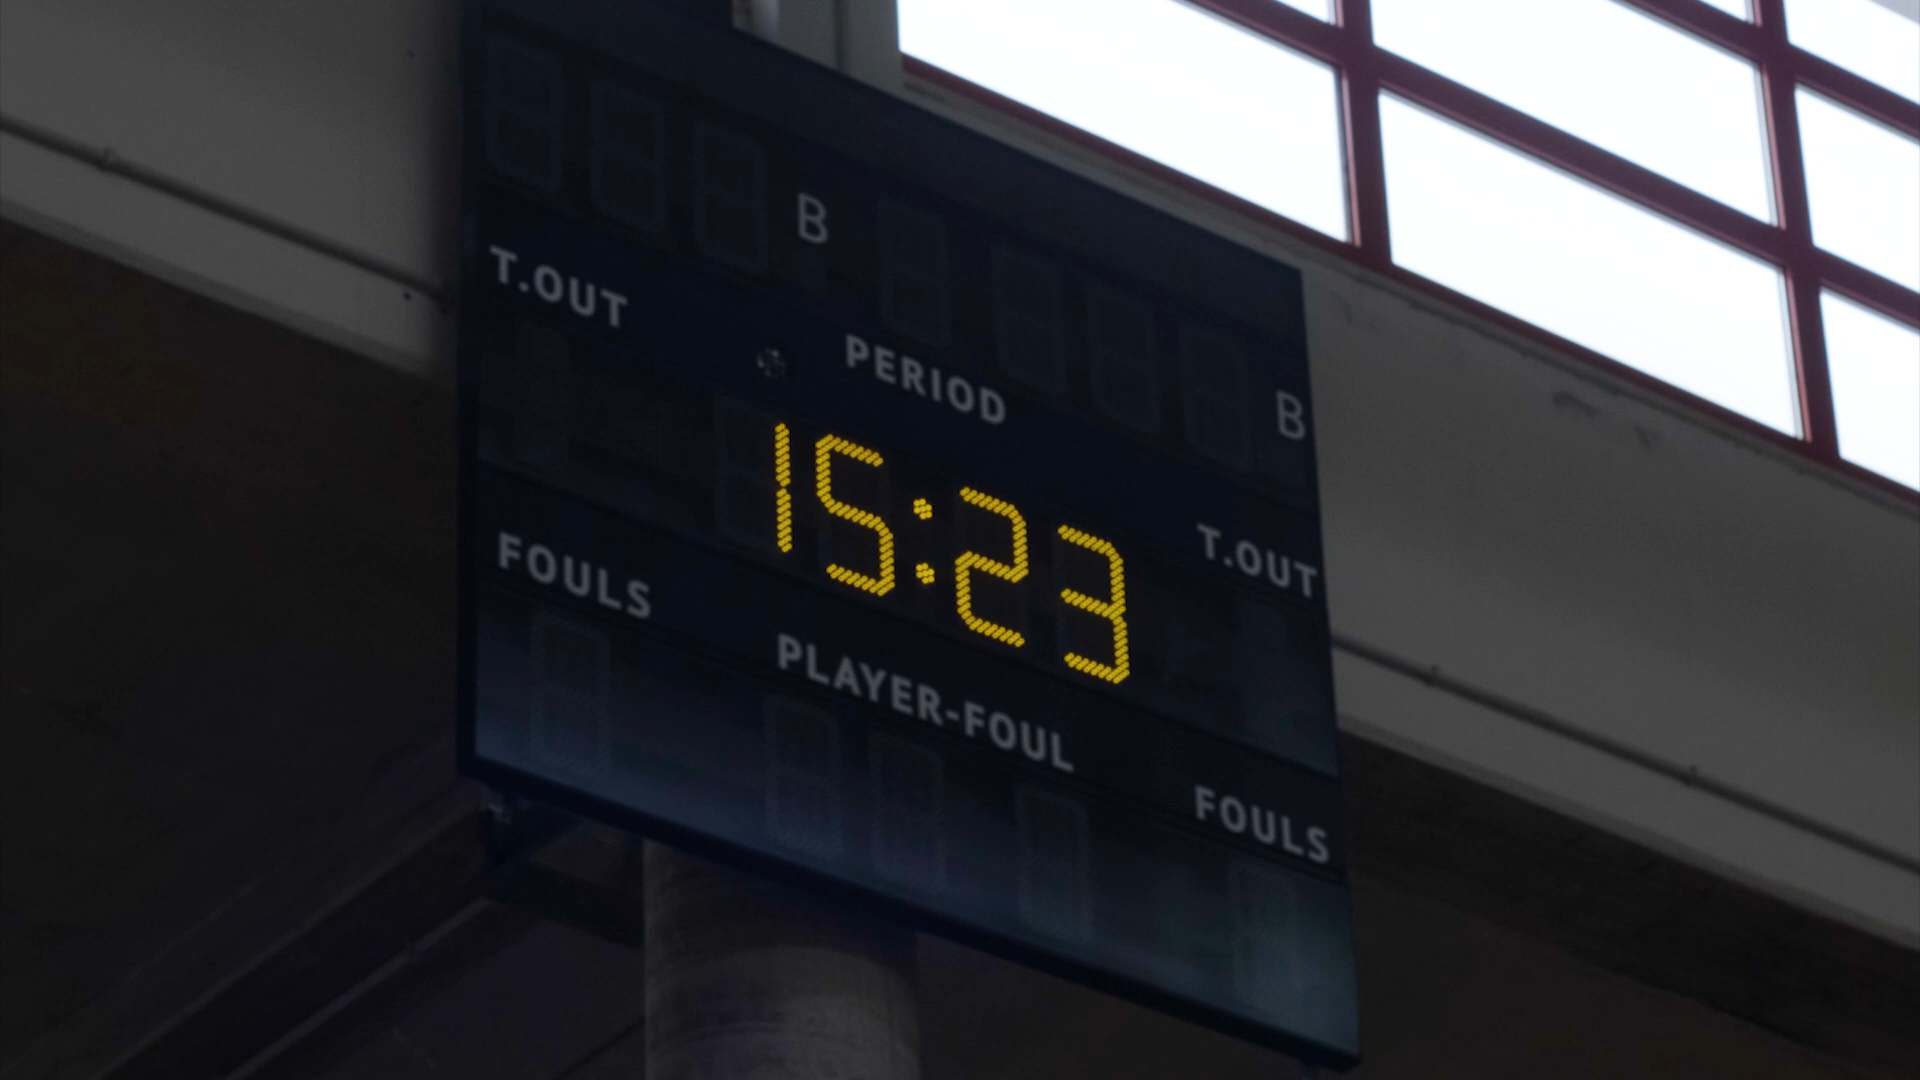 B
T.OUT
PERIOD
B
15:23
T.OUT
FOULS
PLAYER-FOUL
FOULS